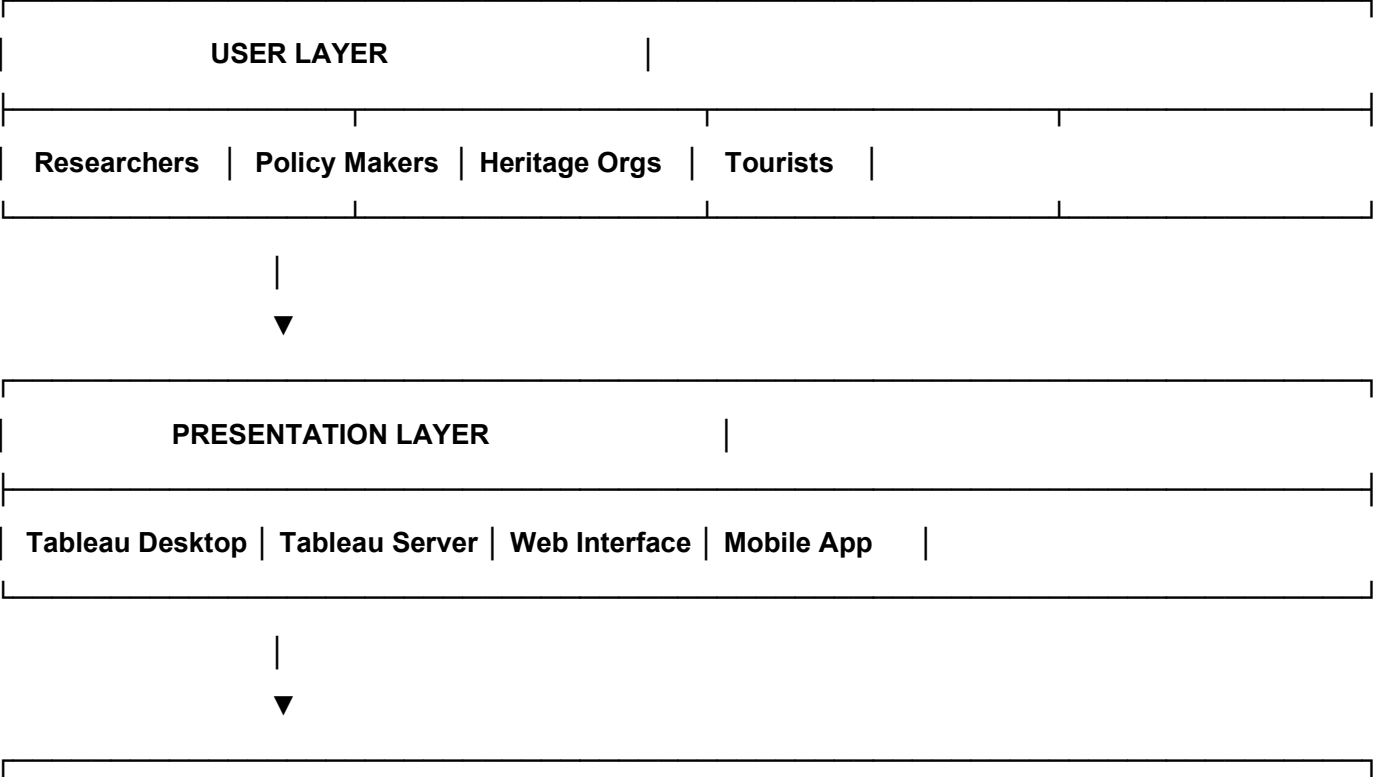 USER LAYER
Researchers │ Policy Makers │ Heritage Orgs │ Tourists │
PRESENTATION LAYER
Tableau Desktop │ Tableau Server │ Web Interface │ Mobile App │